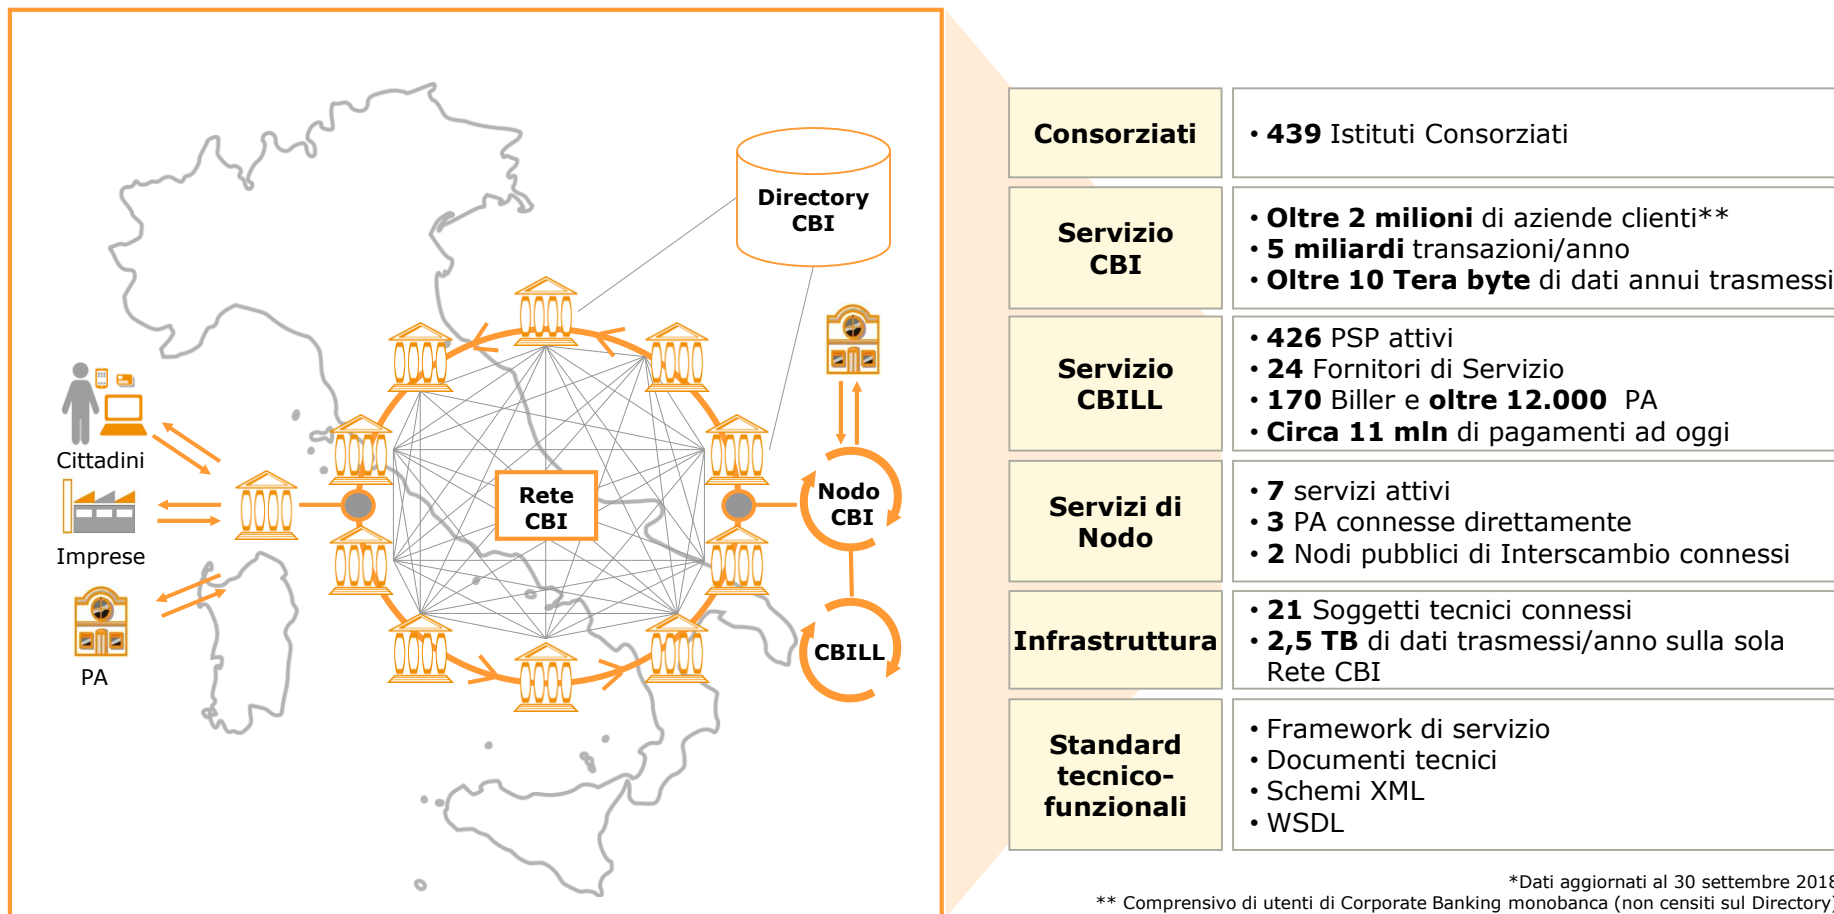 Directory
CBI
Cittadini
Imprese
PA
Rete
CBI
Nodo
CBI
CBILL
Consorziati
• 439 Istituti Consorziati
Servizio
CBI
• Oltre 2 milioni di aziende clienti**
• 5 miliardi transazioni/anno
• Oltre 10 Tera byte di dati annui trasmessi
Servizio
CBILL
• 426 PSP attivi
• 24 Fornitori di Servizio
• 170 Biller e oltre 12.000 PA
• Circa 11 mln di pagamenti ad oggi
Servizi di
Nodo
• 7 servizi attivi
• 3 PA connesse direttamente
• 2 Nodi pubblici di Interscambio connessi
Infrastruttura
• 21 Soggetti tecnici connessi
• 2,5 TB di dati trasmessi/anno sulla sola
Rete CBI
Standard
tecnico-
funzionali
• Framework di servizio
• Documenti tecnici
• Schemi XML
• WSDL
*Dati aggiornati al 30 settembre 2018
** Comprensivo di utenti di Corporate Banking monobanca (non censiti sul Directory)